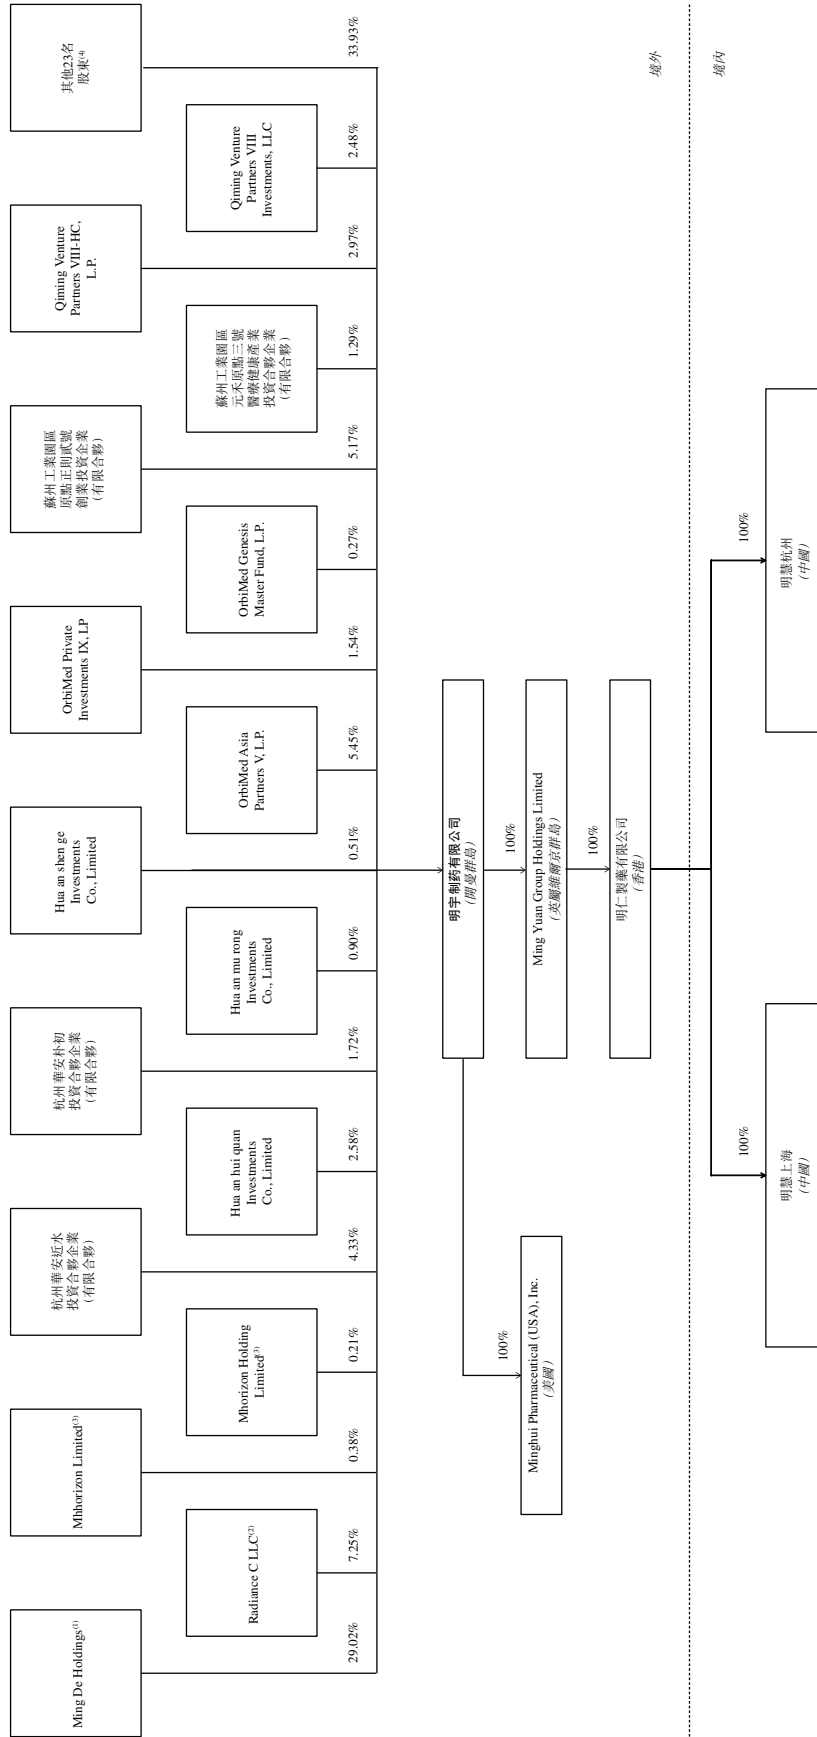 Ming De Holdings(1)
29.02%
Radiance C LLC(2)
7.25%
Mhhorizon Limited(3)
0.38%
Mhorizon Holding
Limited(3)
0.21%
杭州華安近水
投資合夥企業
(有限合夥)
4.33%
Hua an hui quan
Investments
Co., Limited
2.58%
杭州華安朴初
投資合夥企業
(有限合夥)
1.72%
Hua an mu rong
Investments
Co., Limited
0.90%
Hua an shen ge
Investments
Co., Limited
0.51%
OrbiMed Asia
Partners V, L.P.
5.45%
OrbiMed Private
Investments IX, LP
1.54%
OrbiMed Genesis
Master Fund, L.P.
0.27%
蘇州工業園區
原點正則貳號
創業投資企業
(有限合夥)
5.17%
蘇州工業園區
元禾原點三號
醫療健康產業
投資合夥企業
(有限合夥)
1.29%
Qiming Venture
Partners VIII-HC,
L.P.
2.97%
Qiming Venture
Partners VIII
Investments, LLC
2.48%
其他23名
股東(4)
33.93%
明宇制药有限公司
(開曼群島)
100%
100%
Minghui Pharmaceutical (USA), Inc.
(美國)
Ming Yuan Group Holdings Limited
(英屬維爾京群島)
100%
明仁製藥有限公司
(香港)
境外
境內
100%
100%
明慧上海
(中國)
明慧杭州
(中國)